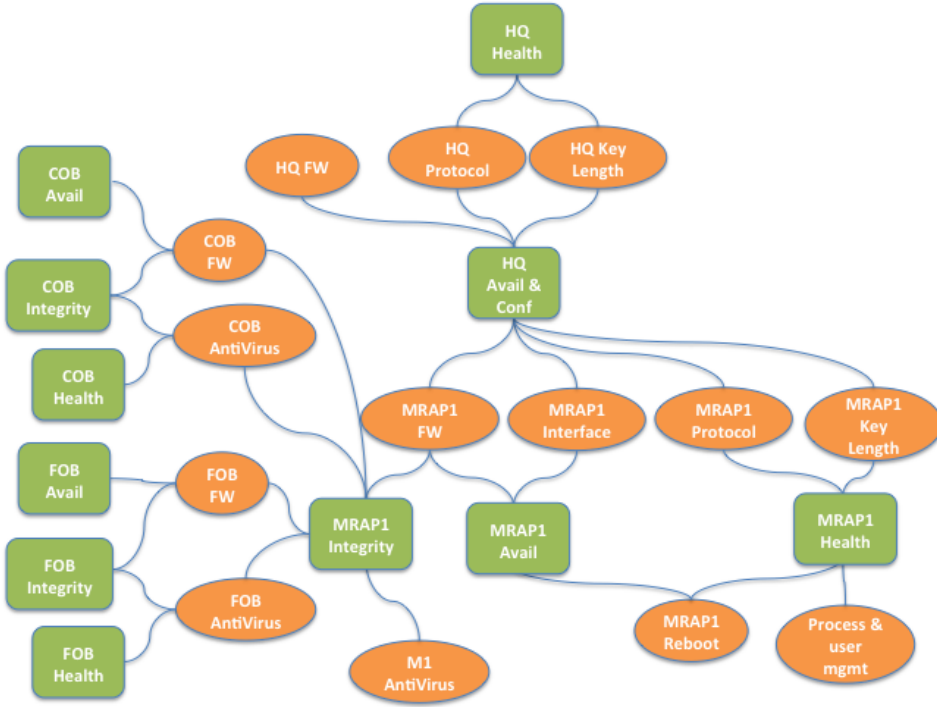 HQ
Health
HQ FW
HQ
Protocol
HQ Key
Length
COB
Avail
COB
FW
HQ
Avail &
Conf
COB
Integrity
COB
AntiVirus
COB
Health
MRAP1
FW
MRAP1
Interface
MRAP1
Protocol
MRAP1
Key
Length
FOB
Avail
FOB
FW
MRAP1
Integrity
MRAP1
Avail
MRAP1
Health
FOB
Integrity
FOB
AntiVirus
FOB
Health
M1
AntiVirus
MRAP1
Reboot
Process &
user
mgmt